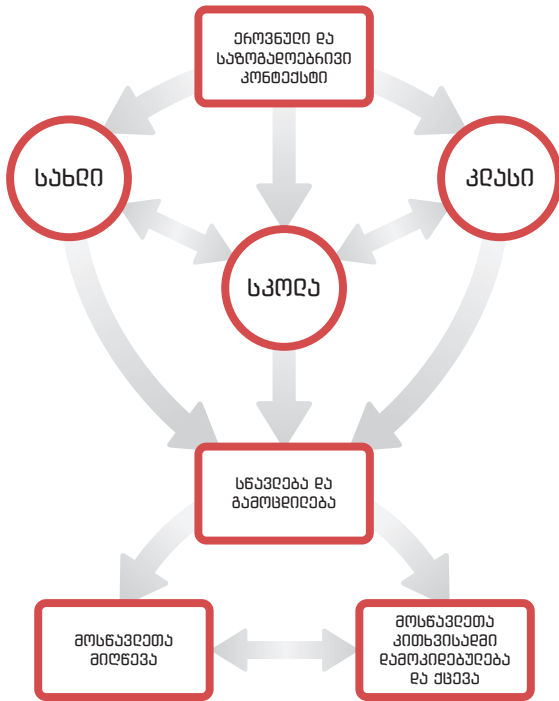 ეროვნული და
საზოგადოებრივი
კონტექსტი
სახლი
კლასი
სკოლა
სწავლება და
გამოცდილება
მოსწავლეთა
მიღწევა
მოსწავლეთა
კითხვისადმი
დამოკიდებულება
და ქცევა